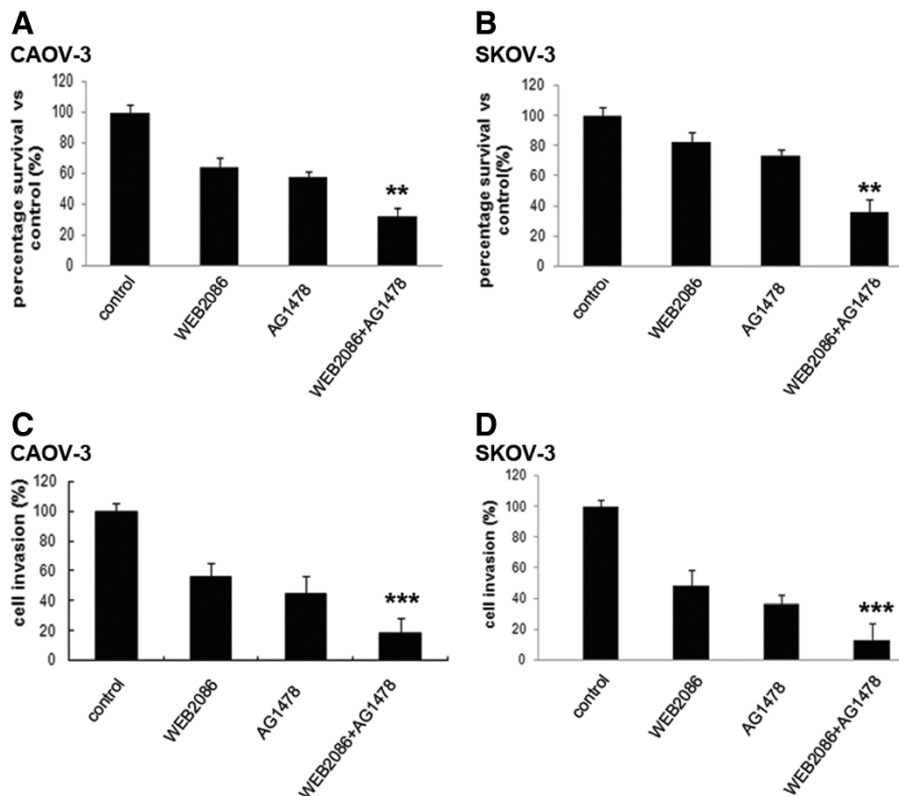 A
CAOV-3
percentage survival vs
control(%)
120
100
80
60
40
20
0
**
control
WEB2086
AG1478
WEB2086+AG1478
B
SKOV-3
percentage survival vs
control(%)
120
100
80
60
40
20
0
**
control
WEB2086
AG1478
WEB2086+AG1478
C
CAOV-3
cell invasion (%)
120
100
80
60
40
20
0
***
control
WEB2086
AG1478
WEB2086+AG1478
D
SKOV-3
cell invasion (%)
120
100
80
60
40
20
0
***
control
WEB2086
AG1478
WEB2086+AG1478